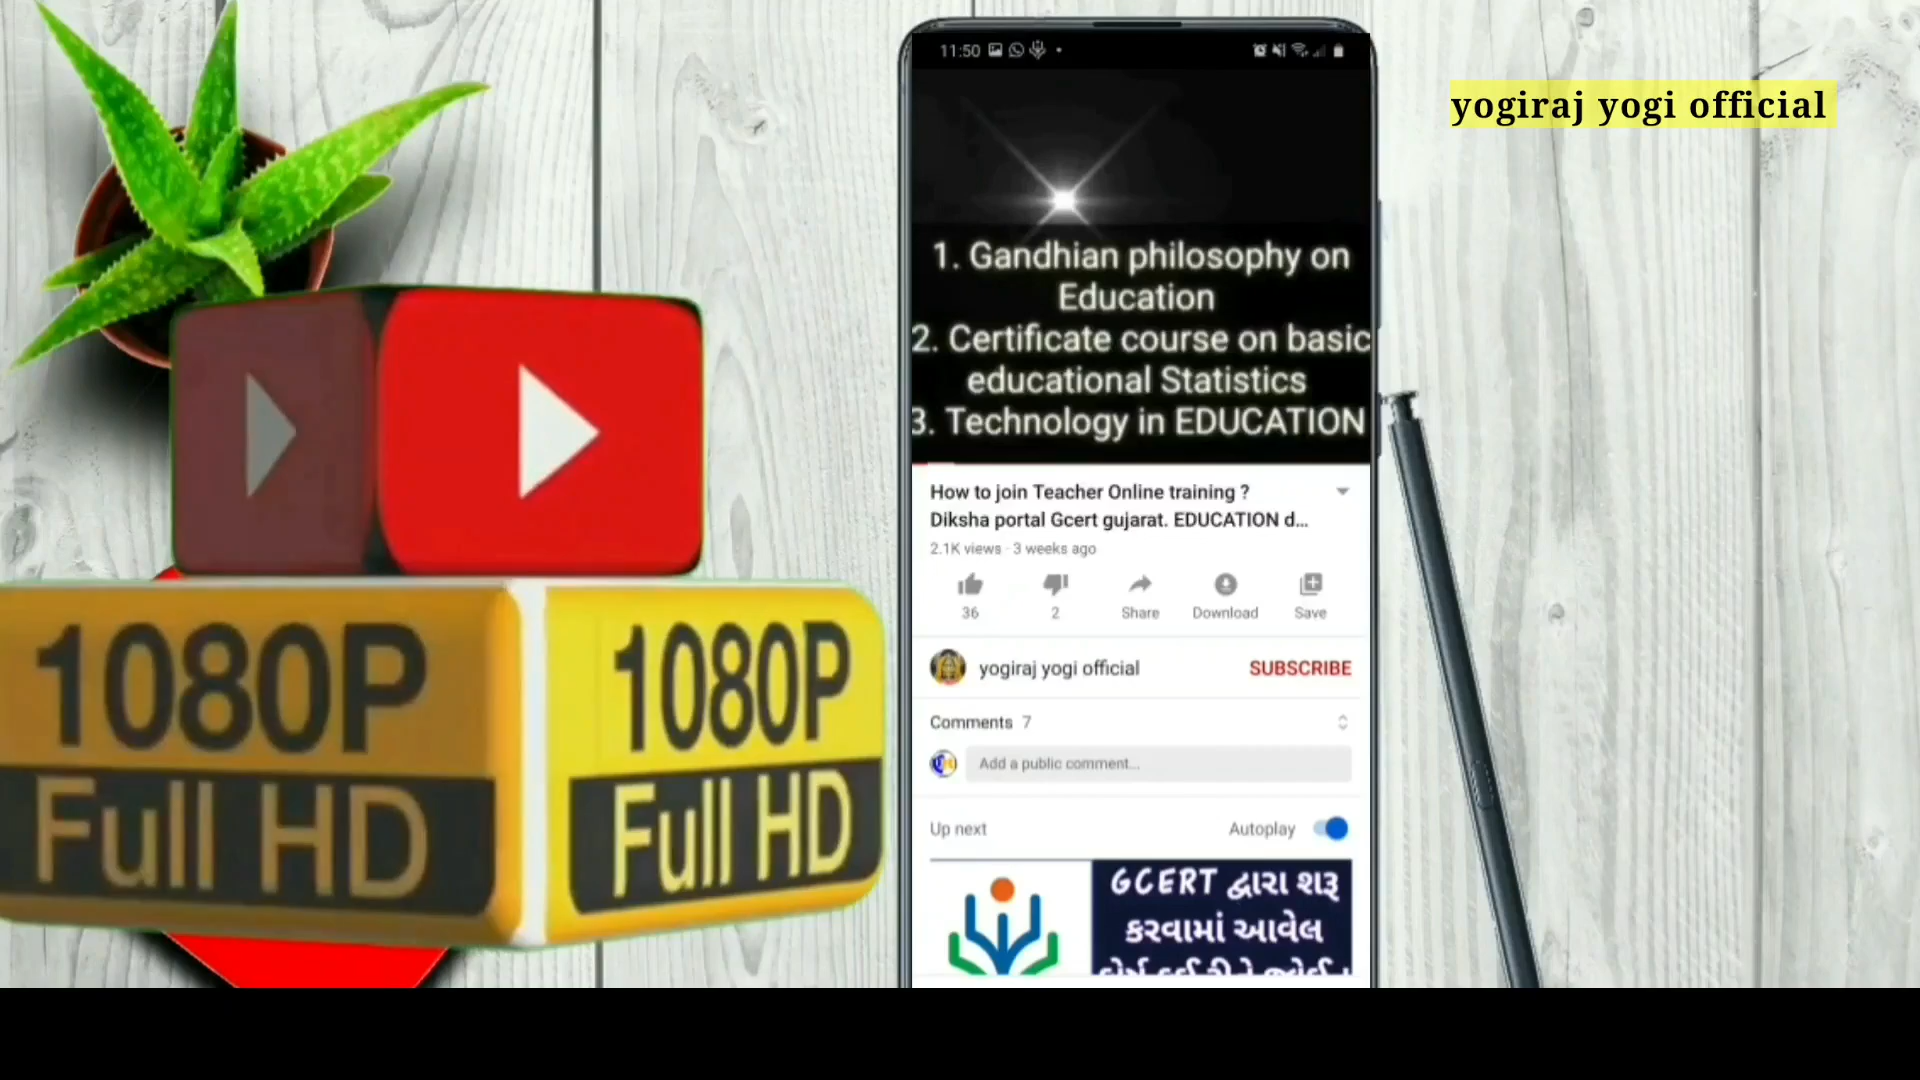 yogiraj yogi official
11:50
1. Gandhian philosophy on
Education
2. Certificate course on basic
educational Statistics
3. Technology in EDUCATION
How to join Teacher Online training ?
Diksha portal Gcert gujarat. EDUCATION d...
2.1K views · 3 weeks ago
36
2
Share
Download
Save
yogiraj yogi official
SUBSCRIBE
Comments 7
Add a public comment...
Up next
Autoplay
GCERT દ્વારા શરૂ
કરવામાં આવેલ
1080P
Full HD
1080P
Full HD